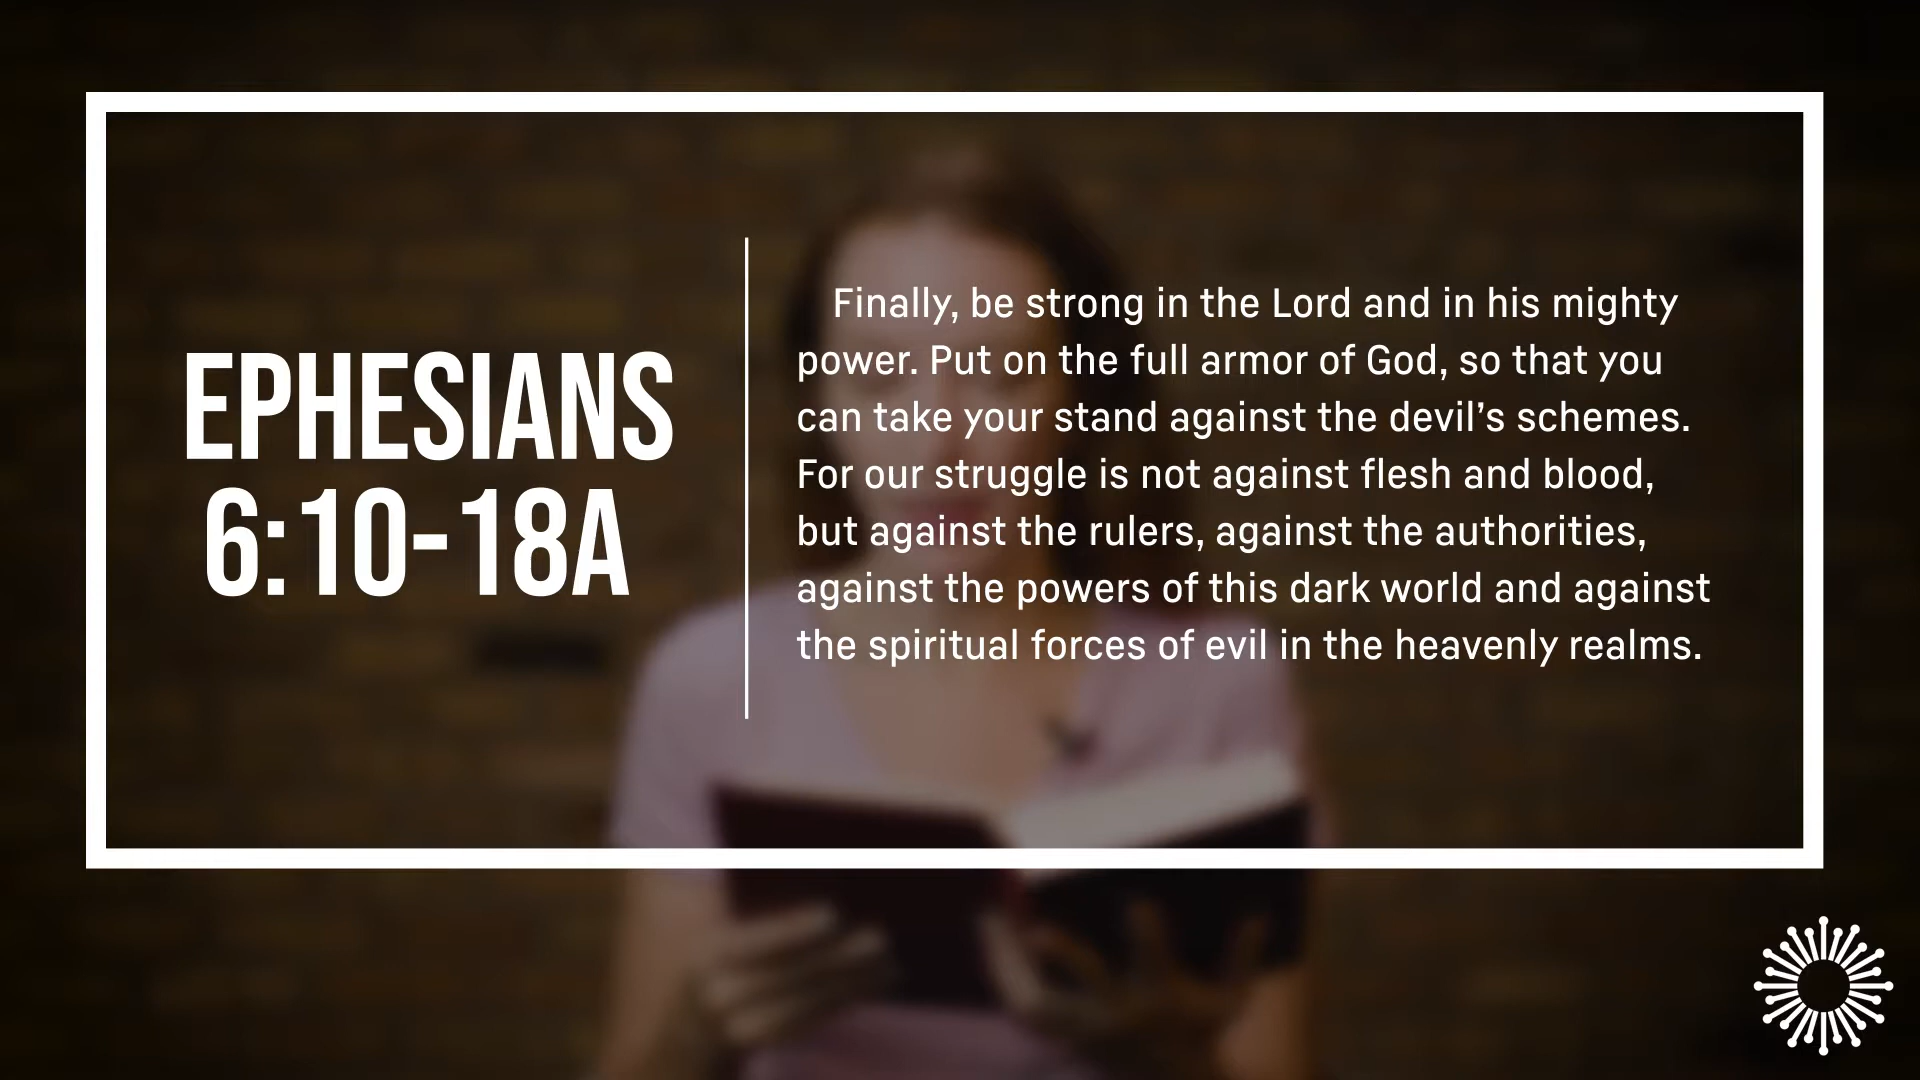 EPHESIANS
6:10-18A
Finally, be strong in the Lord and in his mighty
power. Put on the full armor of God, so that you
can take your stand against the devil’s schemes.
For our struggle is not against flesh and blood,
but against the rulers, against the authorities,
against the powers of this dark world and against
the spiritual forces of evil in the heavenly realms.